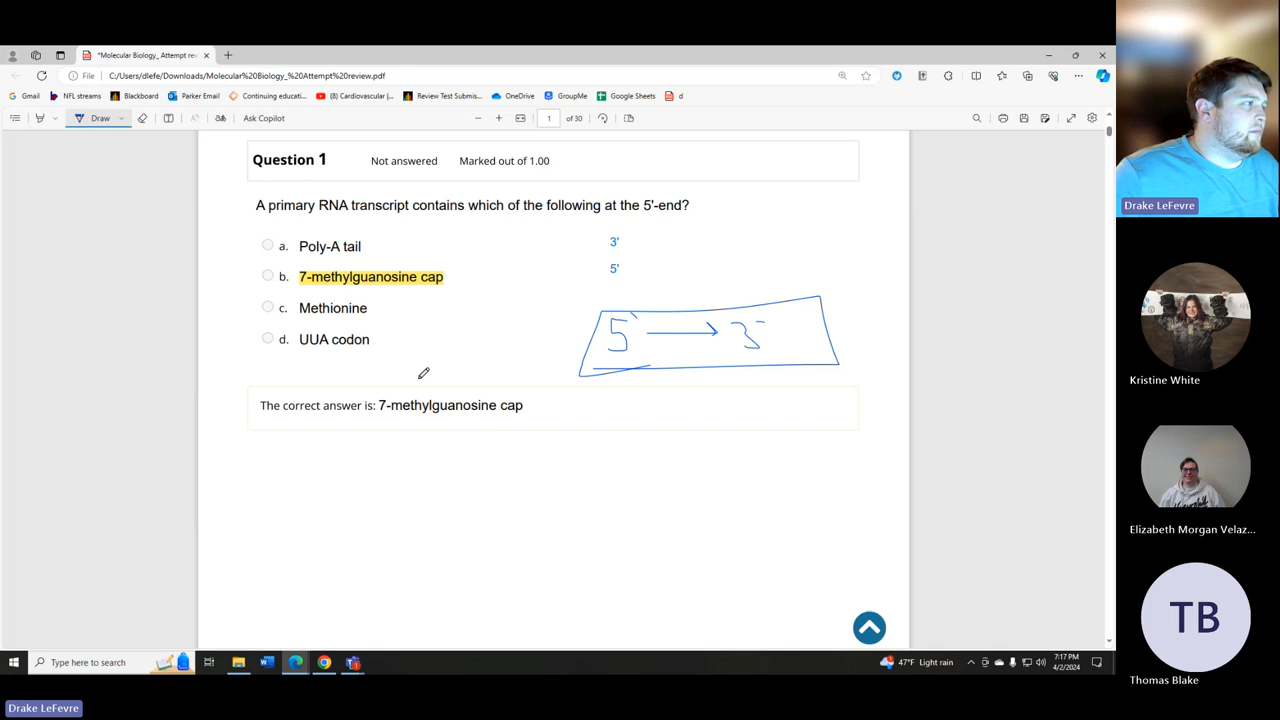 *Molecular Biology_ Attempt rev
File
C:/Users/dlefe/Downloads/Molecular%20Biology_%20Attempt%20review.pdf
Gmail
NFL streams
Blackboard
Parker Email
Continuing educati...
(8) Cardiovascular |...
Review Test Submis...
OneDrive
GroupMe
Google Sheets
d
Draw
Ask Copilot
1 of 30
Question 1 Not answered Marked out of 1.00
A primary RNA transcript contains which of the following at the 5'-end?
a. Poly-A tail
b. 7-methylguanosine cap
c. Methionine
d. UUA codon
3'
5'
5' → 3'
The correct answer is: 7-methylguanosine cap
Drake LeFevre
Kristine White
Elizabeth Morgan Velaz...
TB
Thomas Blake
Type here to search
47°F Light rain
7:17 PM
4/2/2024
Drake LeFevre